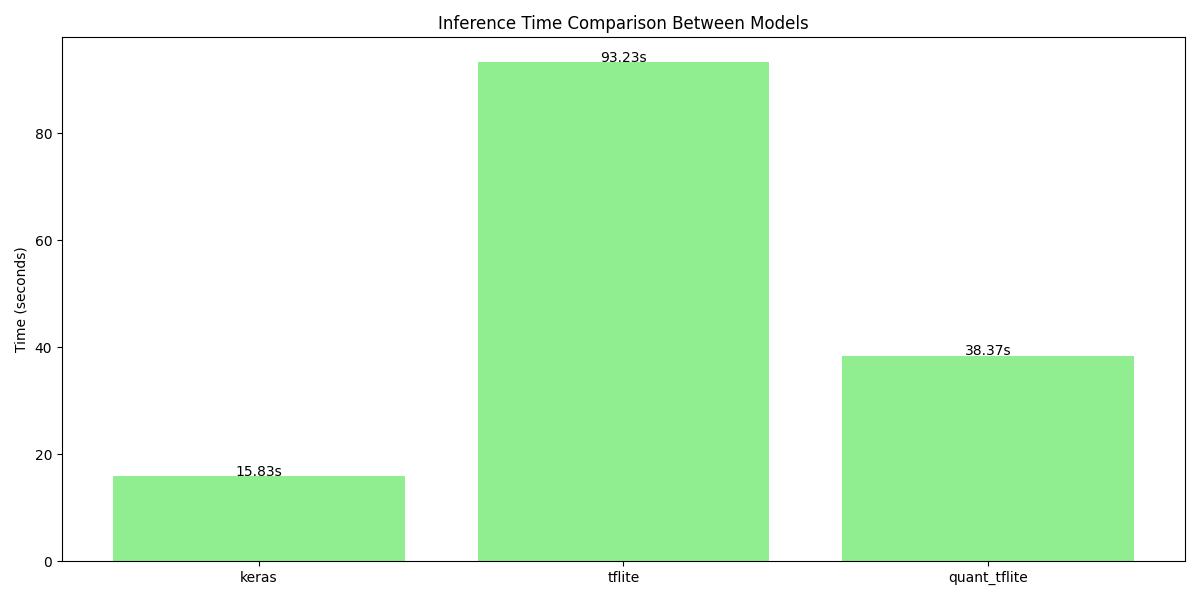 Inference Time Comparison Between Models
Time (seconds)
80
60
40
20
0
93.23s
38.37s
15.83s
keras
tflite
quant_tflite